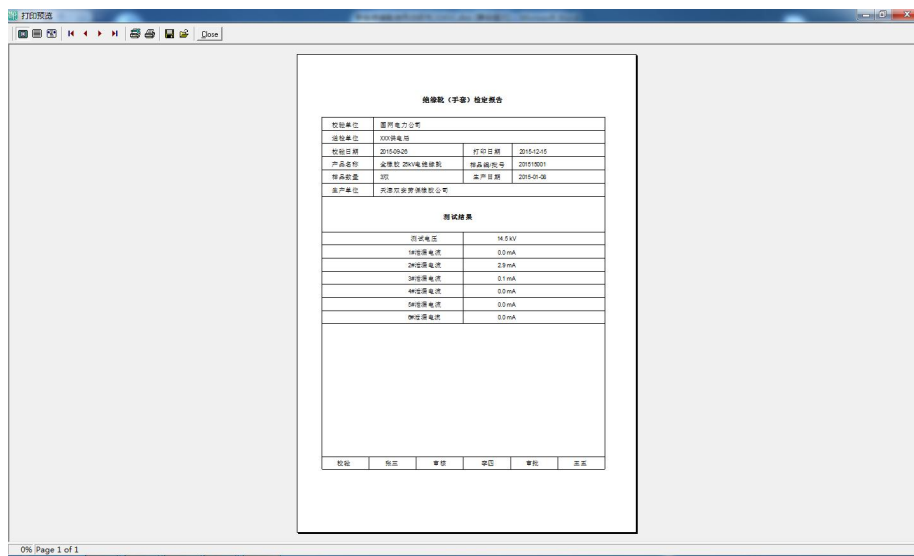 打印预览
Close
绝缘靴（手套）检定报告
校验单位 国网电力公司
送检单位 XXX供电局
校验日期 2015-09-26 打印日期 2015-12-15
产品名称 全橡胶 25kV电绝缘靴 样品编/批号 201515001
样品数量 3双 生产日期 2015-01-06
生产单位 天津双安劳保橡胶公司
测试结果
测试电压 14.5 kV
1#泄漏电流 0.0 mA
2#泄漏电流 2.9 mA
3#泄漏电流 0.1 mA
4#泄漏电流 0.0 mA
5#泄漏电流 0.0 mA
6#泄漏电流 0.0 mA
校验 张三 审核 李四 审批 王五
0% Page 1 of 1